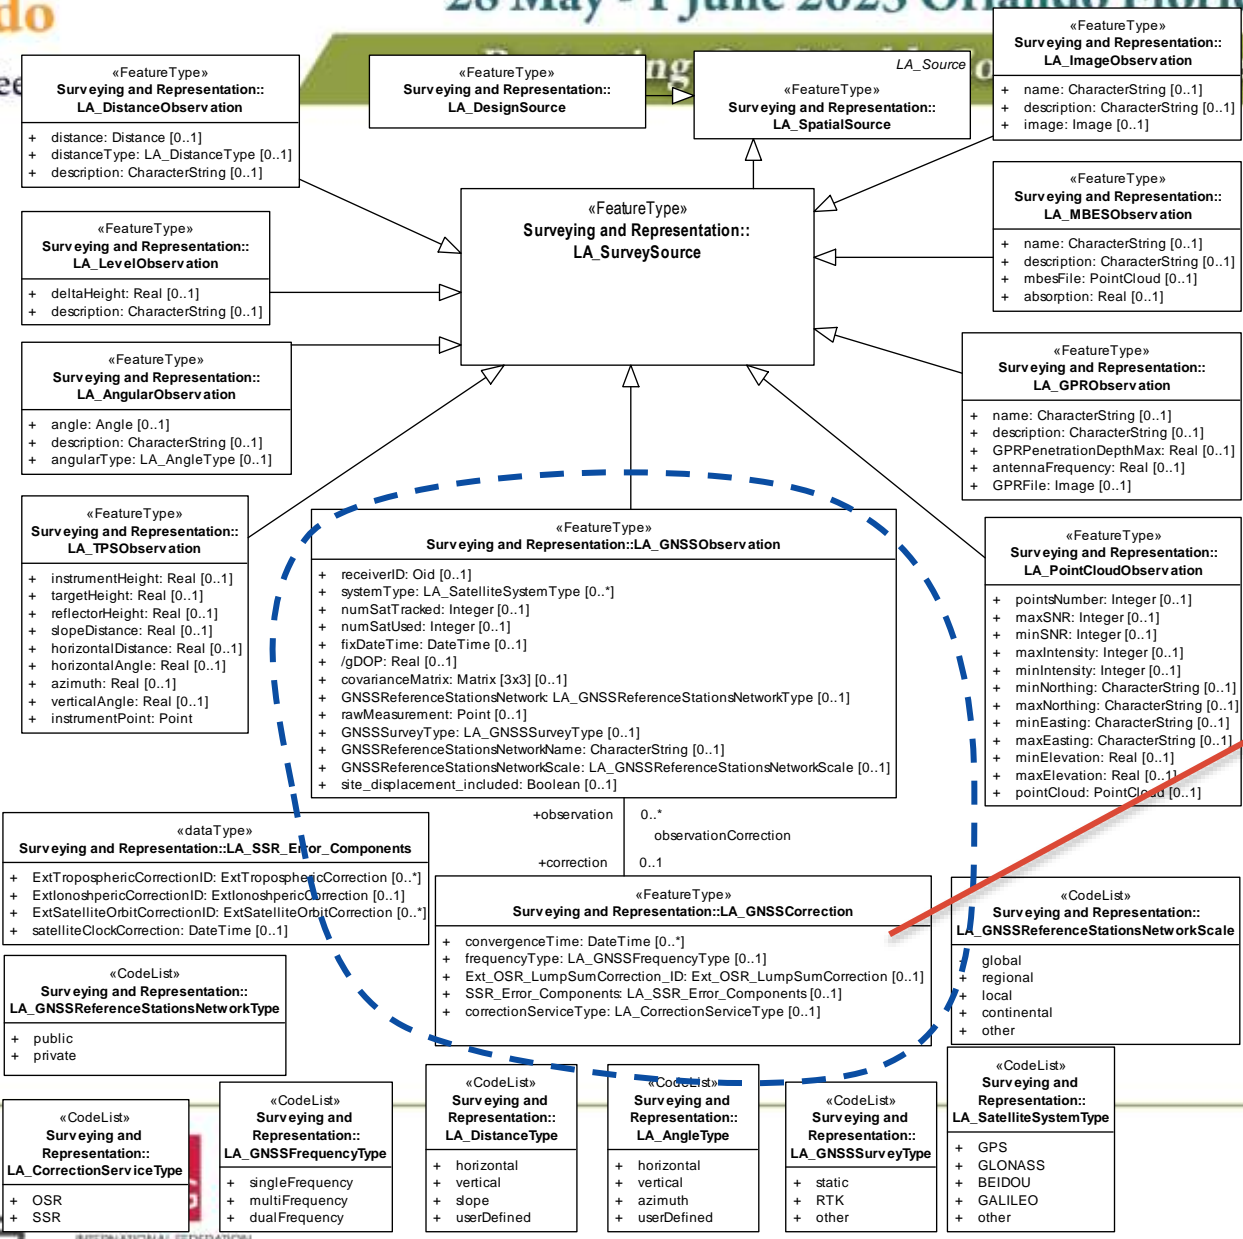 do
28 May - 1 June 2023 Orlando
ng
«FeatureType»
Surveying and Representation::
LA_DistanceObservation
+ distance: Distance [0..1]
+ distanceType: LA_DistanceType [0..1]
+ description: CharacterString [0..1]
«FeatureType»
Surveying and Representation::
LA_DesignSource
LA_Source
«FeatureType»
Surveying and Representation::
LA_SpatialSource
«FeatureType»
Surveying and Representation::
LA_ImageObservation
+ name: CharacterString [0..1]
+ description: CharacterString [0..1]
+ image: Image [0..1]
«FeatureType»
Surveying and Representation::
LA_SurveySource
«FeatureType»
Surveying and Representation::
LA_MBESObservation
+ name: CharacterString [0..1]
+ description: CharacterString [0..1]
+ mbesFile: PointCloud [0..1]
+ absorption: Real [0..1]
«FeatureType»
Surveying and Representation::
LA_LevelObservation
+ deltaHeight: Real [0..1]
+ description: CharacterString [0..1]
«FeatureType»
Surveying and Representation::
LA_AngularObservation
+ angle: Angle [0..1]
+ description: CharacterString [0..1]
+ angularType: LA_AngleType [0..1]
«FeatureType»
Surveying and Representation::
LA_GPRObservation
+ name: CharacterString [0..1]
+ description: CharacterString [0..1]
+ GPRPenetrationDepthMax: Real [0..1]
+ antennaFrequency: Real [0..1]
+ GPRFile: Image [0..1]
«FeatureType»
Surveying and Representation::
LA_TPSObservation
+ instrumentHeight: Real [0..1]
+ targetHeight: Real [0..1]
+ reflectorHeight: Real [0..1]
+ slopeDistance: Real [0..1]
+ horizontalDistance: Real [0..1]
+ horizontalAngle: Real [0..1]
+ azimuth: Real [0..1]
+ verticalAngle: Real [0..1]
+ instrumentPoint: Point
«FeatureType»
Surveying and Representation::LA_GNSSObservation
+ receiverID: Oid [0..1]
+ systemType: LA_SatelliteSystemType [0..*]
+ numSatTracked: Integer [0..1]
+ numSatUsed: Integer [0..1]
+ fixDateTime: DateTime [0..1]
+ /gDOP: Real [0..1]
+ covarianceMatrix: Matrix [3x3] [0..1]
+ GNSSReferenceStationsNetwork: LA_GNSSReferenceStationsNetworkType [0..1]
+ rawMeasurement: Point [0..1]
+ GNSSSurveyType: LA_GNSSSurveyType [0..1]
+ GNSSReferenceStationsNetworkName: CharacterString [0..1]
+ GNSSReferenceStationsNetworkScale: LA_GNSSReferenceStationsNetworkScale [0..1]
+ site_displacement_included: Boolean [0..1]
«FeatureType»
Surveying and Representation::
LA_PointCloudObservation
+ pointsNumber: Integer [0..1]
+ maxSNR: Integer [0..1]
+ minSNR: Integer [0..1]
+ maxIntensity: Integer [0..1]
+ minIntensity: Integer [0..1]
+ minNorthing: CharacterString [0..1]
+ maxNorthing: CharacterString [0..1]
+ minEasting: CharacterString [0..1]
+ maxEasting: CharacterString [0..1]
+ minElevation: Real [0..1]
+ maxElevation: Real [0..1]
+ pointCloud: PointCloud [0..1]
+observation 0..*
observationCorrection
+correction 0..1
«dataType»
Surveying and Representation::LA_SSR_Error_Components
+ ExtTroposphericCorrectionID: ExtTroposphericCorrection [0..*]
+ ExtIonoshpericCorrectionID: ExtIonoshpericCorrection [0..1]
+ ExtSatelliteOrbitCorrectionID: ExtSatelliteOrbitCorrection [0..*]
+ satelliteClockCorrection: DateTime [0..1]
«FeatureType»
Surveying and Representation::LA_GNSSCorrection
+ convergenceTime: DateTime [0..*]
+ frequencyType: LA_GNSSFrequencyType [0..1]
+ Ext_OSR_LumpSumCorrection_ID: Ext_OSR_LumpSumCorrection [0..1]
+ SSR_Error_Components: LA_SSR_Error_Components [0..1]
+ correctionServiceType: LA_CorrectionServiceType [0..1]
«CodeList»
Surveying and Representation::
LA_GNSSReferenceStationsNetworkScale
+ global
+ regional
+ local
+ continental
+ other
«CodeList»
Surveying and Representation::
LA_GNSSReferenceStationsNetworkType
+ public
+ private
«CodeList»
Surveying and
Representation::
LA_CorrectionServiceType
+ OSR
+ SSR
«CodeList»
Surveying and
Representation::
LA_GNSSFrequencyType
+ singleFrequency
+ multiFrequency
+ dualFrequency
«CodeList»
Surveying and
Representation::
LA_DistanceType
+ horizontal
+ vertical
+ slope
+ userDefined
«CodeList»
Surveying and
Representation::
LA_AngleType
+ horizontal
+ vertical
+ azimuth
+ userDefined
«CodeList»
Surveying and
Representation::
LA_GNSSSurveyType
+ static
+ RTK
+ other
«CodeList»
Surveying and
Representation::
LA_SatelliteSystemType
+ GPS
+ GLONASS
+ BEIDOU
+ GALILEO
+ other